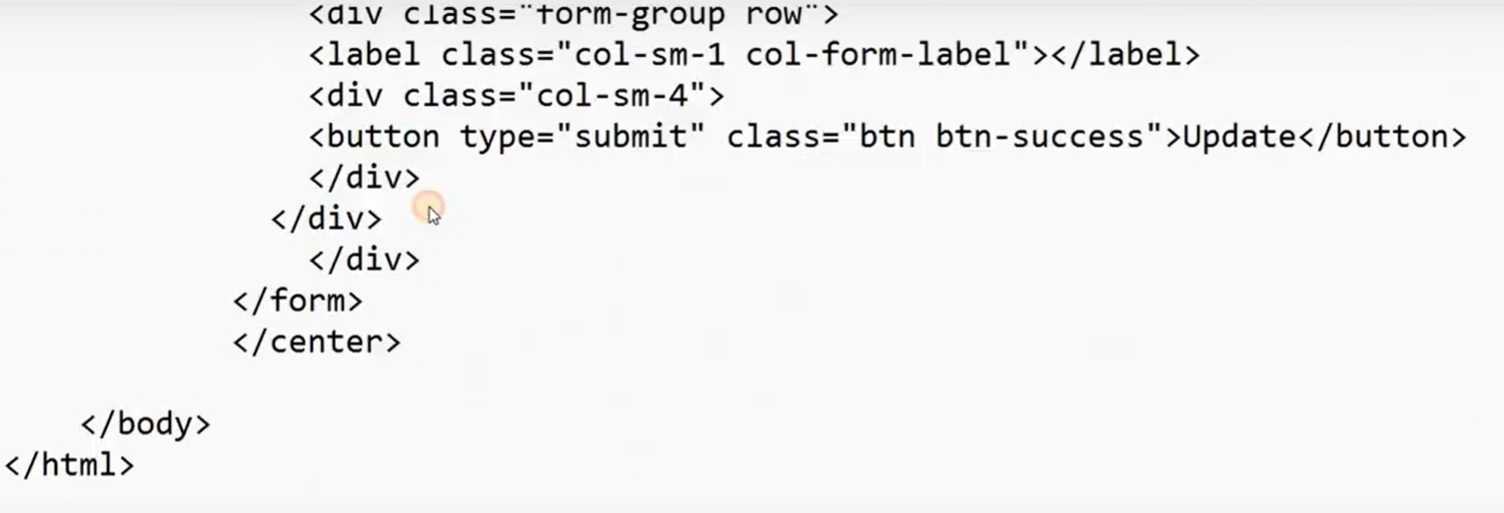 <div class="form-group row">
<label class="col-sm-1 col-form-label"></label>
<div class="col-sm-4">
<button type="submit" class="btn btn-success">Update</button>
</div>
</div>
</div>
</form>
</center>
</body>
</html>